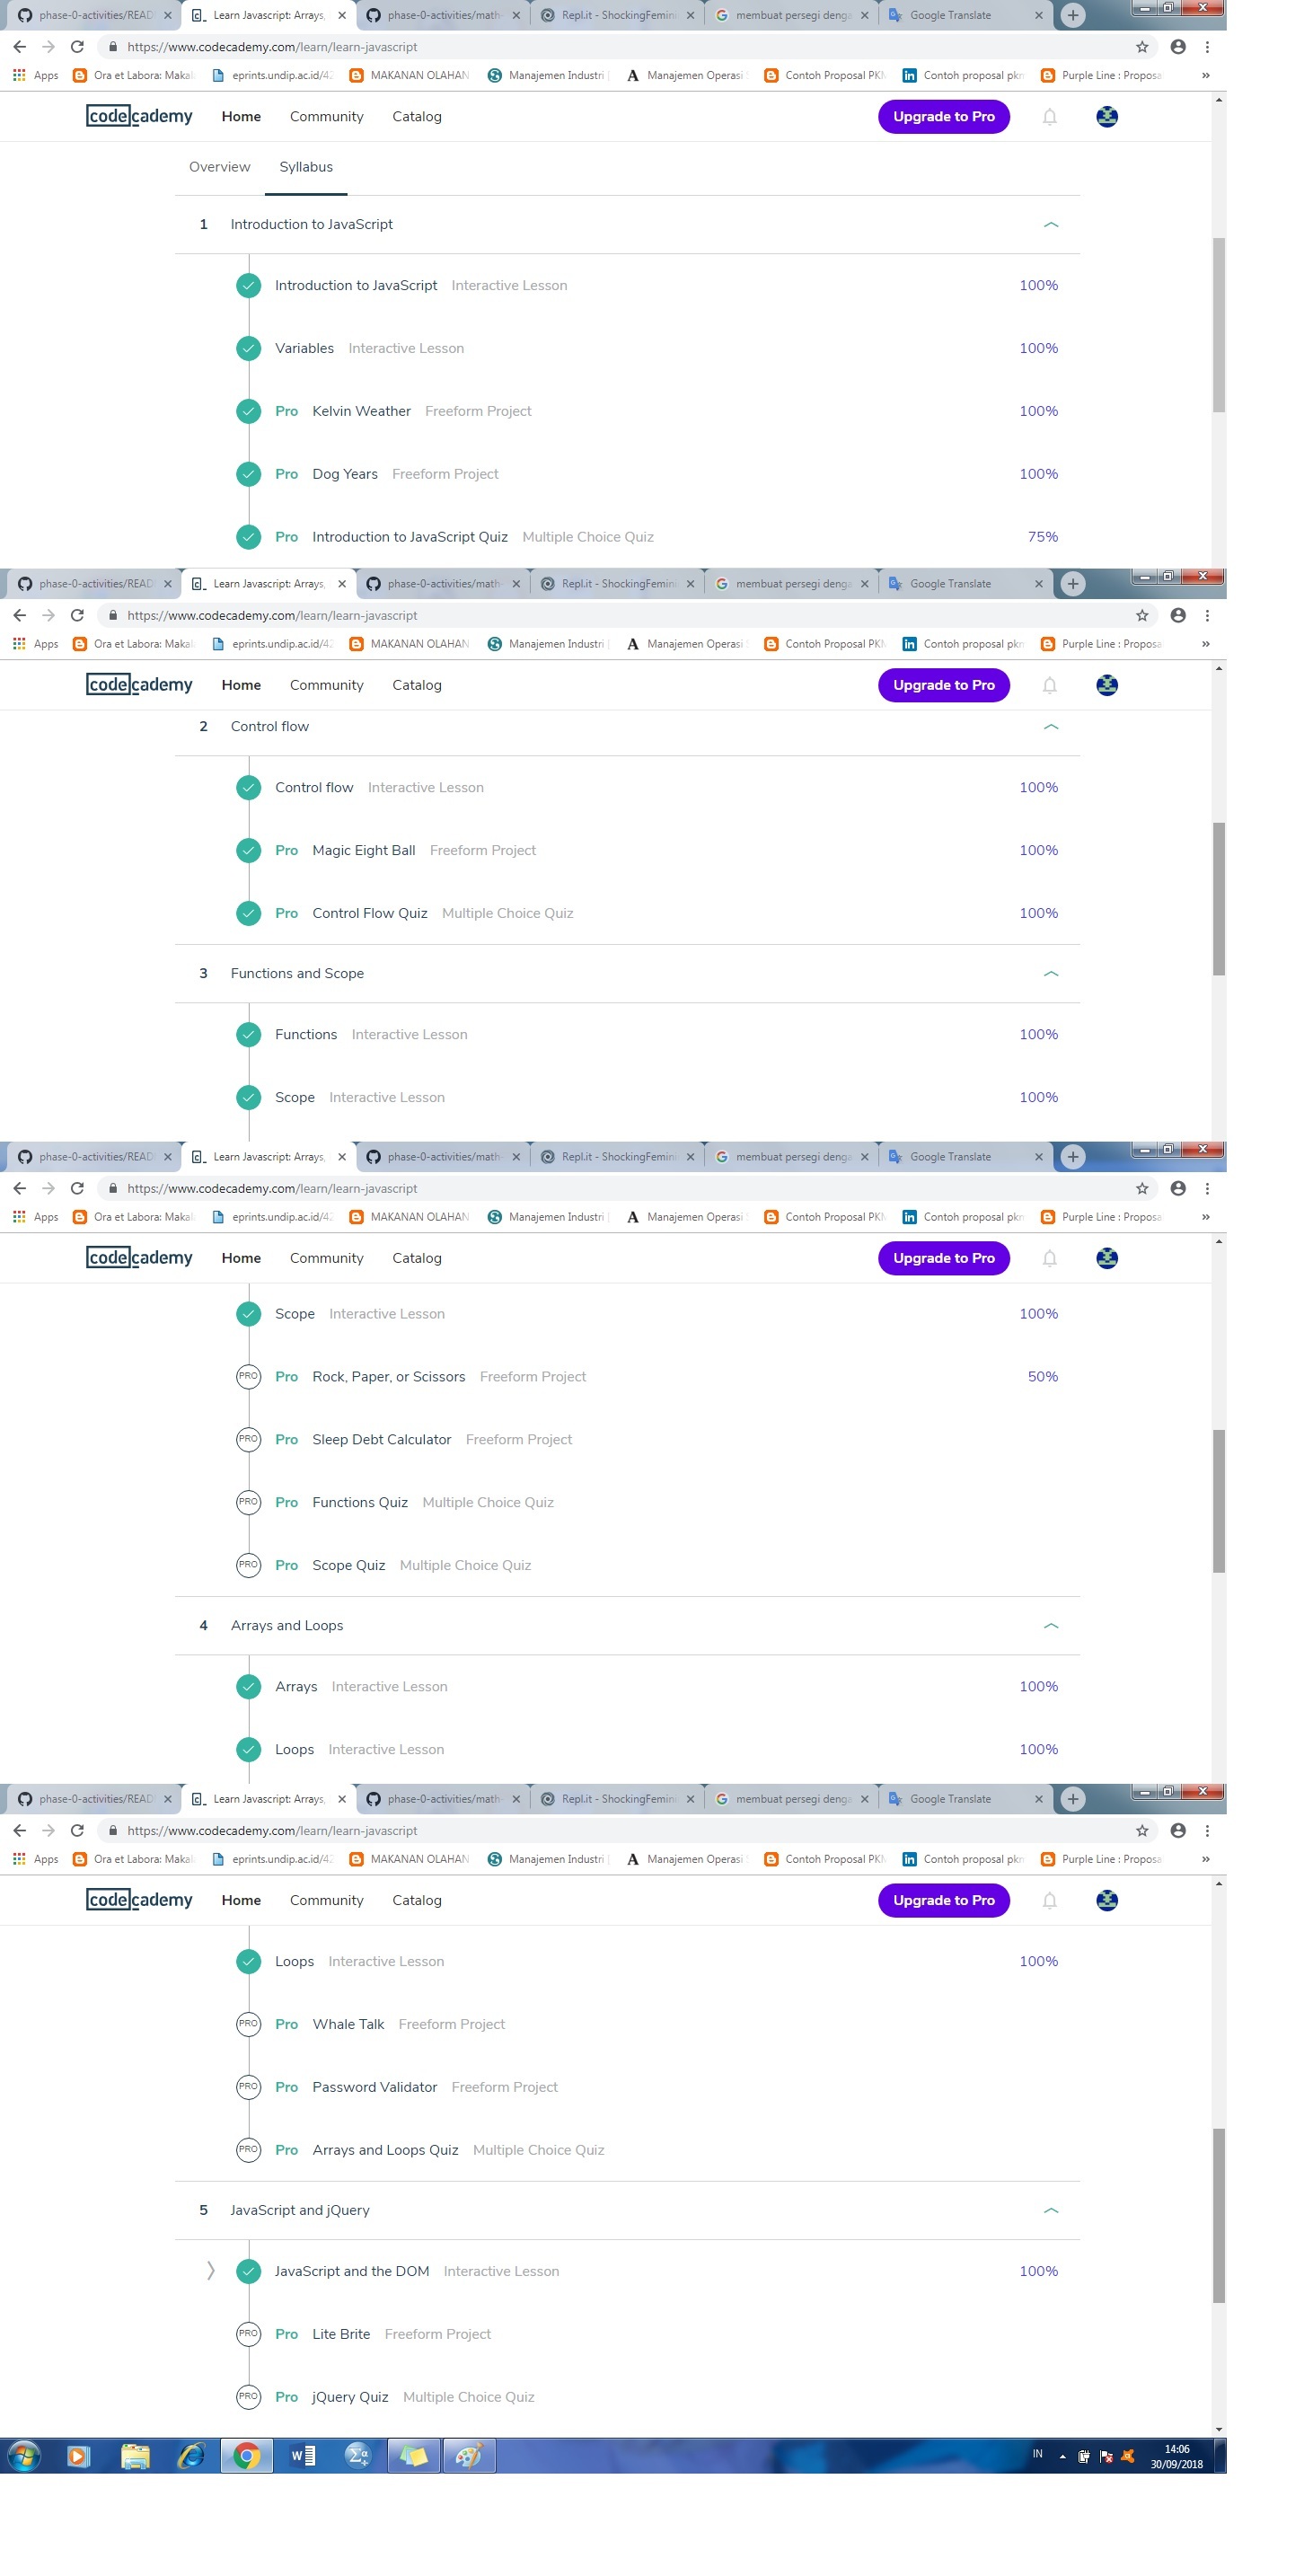 phase-0-activities/READ Learn Javascript: Arrays, phase-0-activities/math- Repl.it - ShockingFemini membuat persegi denga Google Translate
https://www.codecademy.com/learn/learn-javascript
Apps Ora et Labora: Makal eprints.undip.ac.id/42 MAKANAN OLAHAN Manajemen Industri A Manajemen Operasi Contoh Proposal PKM Contoh proposal pkm Purple Line : Proposa »
codecademy Home Community Catalog Upgrade to Pro
Overview Syllabus
1 Introduction to JavaScript
Introduction to JavaScript Interactive Lesson 100%
Variables Interactive Lesson 100%
Pro Kelvin Weather Freeform Project 100%
Pro Dog Years Freeform Project 100%
Pro Introduction to JavaScript Quiz Multiple Choice Quiz 75%
phase-0-activities/READ Learn Javascript: Arrays, phase-0-activities/math- Repl.it - ShockingFemini membuat persegi denga Google Translate
https://www.codecademy.com/learn/learn-javascript
Apps Ora et Labora: Makal eprints.undip.ac.id/42 MAKANAN OLAHAN Manajemen Industri A Manajemen Operasi Contoh Proposal PKM Contoh proposal pkm Purple Line : Proposa »
codecademy Home Community Catalog Upgrade to Pro
2 Control flow
Control flow Interactive Lesson 100%
Pro Magic Eight Ball Freeform Project 100%
Pro Control Flow Quiz Multiple Choice Quiz 100%
3 Functions and Scope
Functions Interactive Lesson 100%
Scope Interactive Lesson 100%
phase-0-activities/READ Learn Javascript: Arrays, phase-0-activities/math- Repl.it - ShockingFemini membuat persegi denga Google Translate
https://www.codecademy.com/learn/learn-javascript
Apps Ora et Labora: Makal eprints.undip.ac.id/42 MAKANAN OLAHAN Manajemen Industri A Manajemen Operasi Contoh Proposal PKM Contoh proposal pkm Purple Line : Proposa »
codecademy Home Community Catalog Upgrade to Pro
Scope Interactive Lesson 100%
PRO Pro Rock, Paper, or Scissors Freeform Project 50%
PRO Pro Sleep Debt Calculator Freeform Project
PRO Pro Functions Quiz Multiple Choice Quiz
PRO Pro Scope Quiz Multiple Choice Quiz
4 Arrays and Loops
Arrays Interactive Lesson 100%
Loops Interactive Lesson 100%
phase-0-activities/READ Learn Javascript: Arrays, phase-0-activities/math- Repl.it - ShockingFemini membuat persegi denga Google Translate
https://www.codecademy.com/learn/learn-javascript
Apps Ora et Labora: Makal eprints.undip.ac.id/42 MAKANAN OLAHAN Manajemen Industri A Manajemen Operasi Contoh Proposal PKM Contoh proposal pkm Purple Line : Proposa »
codecademy Home Community Catalog Upgrade to Pro
Loops Interactive Lesson 100%
PRO Pro Whale Talk Freeform Project
PRO Pro Password Validator Freeform Project
PRO Pro Arrays and Loops Quiz Multiple Choice Quiz
5 JavaScript and jQuery
JavaScript and the DOM Interactive Lesson 100%
PRO Pro Lite Brite Freeform Project
PRO Pro jQuery Quiz Multiple Choice Quiz
IN 14:06
30/09/2018